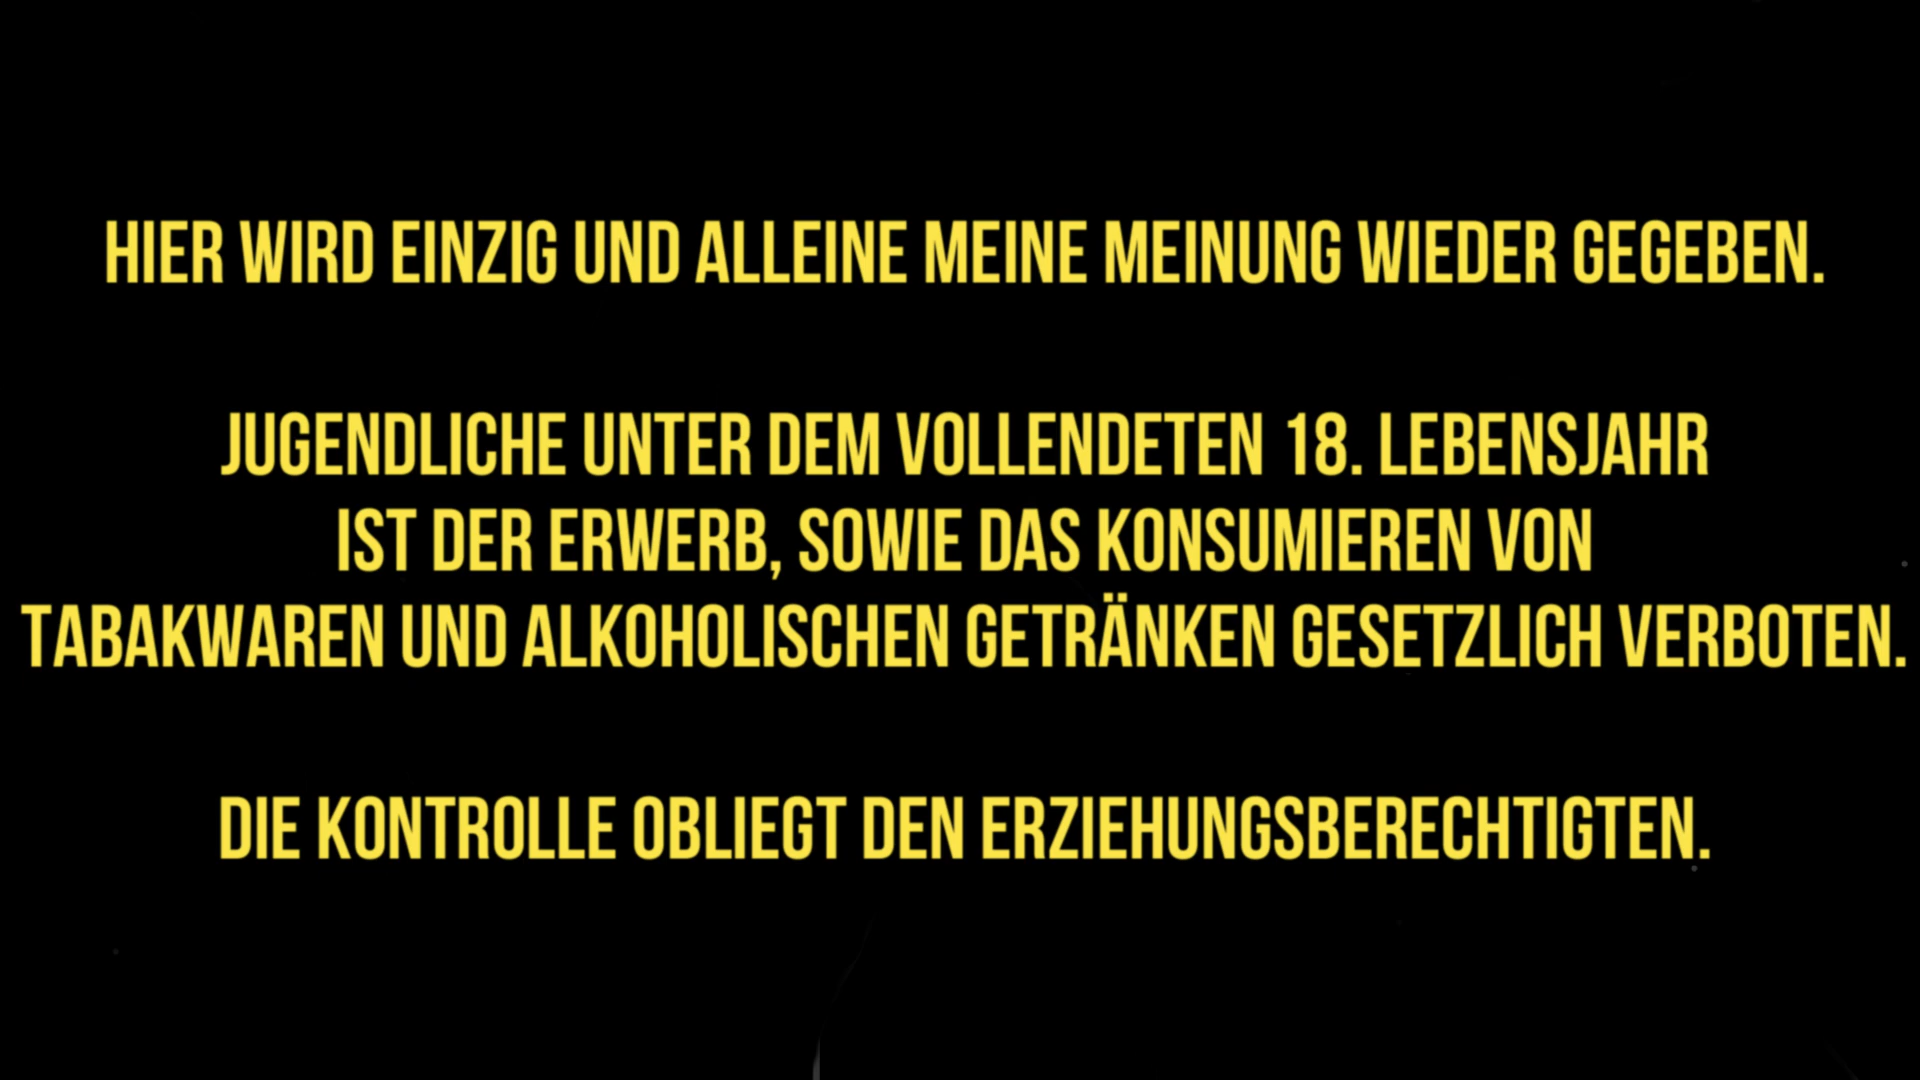 HIER WIRD EINZIG UND ALLEINE MEINE MEINUNG WIEDER GEGEBEN.
JUGENDLICHE UNTER DEM VOLLENDETEN 18. LEBENSJAHR
IST DER ERWERB, SOWIE DAS KONSUMIEREN VON
TABAKWAREN UND ALKOHOLISCHEN GETRÄNKEN GESETZLICH VERBOTEN.
DIE KONTROLLE OBLIEGT DEN ERZIEHUNGSBERECHTIGTEN.